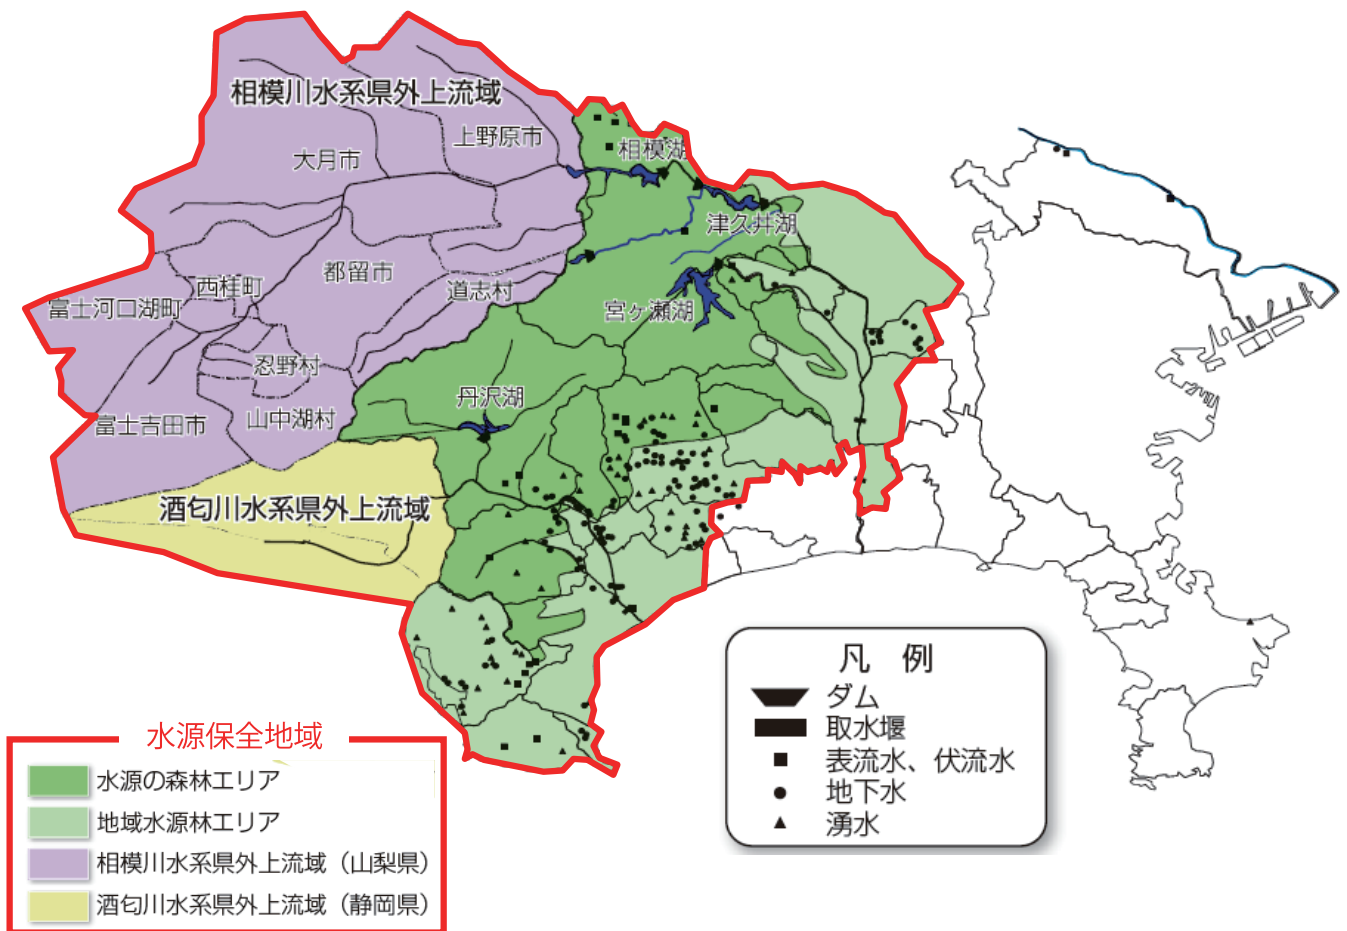 相模川水系県外上流域
上野原市
大月市
相模湖
津久井湖
都留市
西桂町
道志村
富士河口湖町
宮ヶ瀬湖
忍野村
丹沢湖
山中湖村
富士吉田市
酒匂川水系県外上流域
凡 例
ダム
取水堰
表流水、伏流水
地下水
湧水
水源保全地域
水源の森林エリア
地域水源林エリア
相模川水系県外上流域（山梨県）
酒匂川水系県外上流域（静岡県）